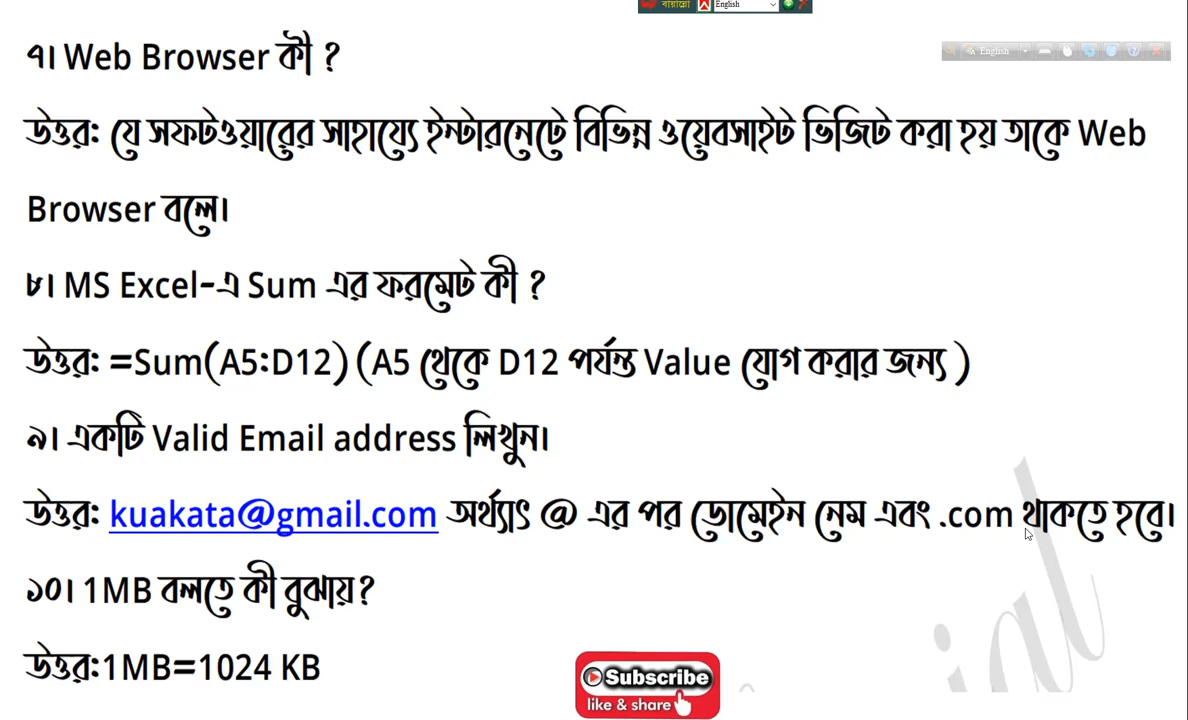 বায়ান্নো English
English
৭। Web Browser কী ?
উত্তর: যে সফটওয়ারের সাহায্যে ইন্টারনেটে বিভিন্ন ওয়েবসাইট ভিজিট করা হয় তাকে Web
Browser বলে।
৮। MS Excel-এ Sum এর ফরমেট কী ?
উত্তর: =Sum(A5:D12) (A5 থেকে D12 পর্যন্ত Value যোগ করার জন্য )
৯। একটি Valid Email address লিখুন।
উত্তর: kuakata@gmail.com অর্থ্যাৎ @ এর পর ডোমেইন নেম এবং .com থাকতে হবে।
১০। 1MB বলতে কী বুঝায়?
উত্তর:1MB=1024 KB
Subscribe
like & share